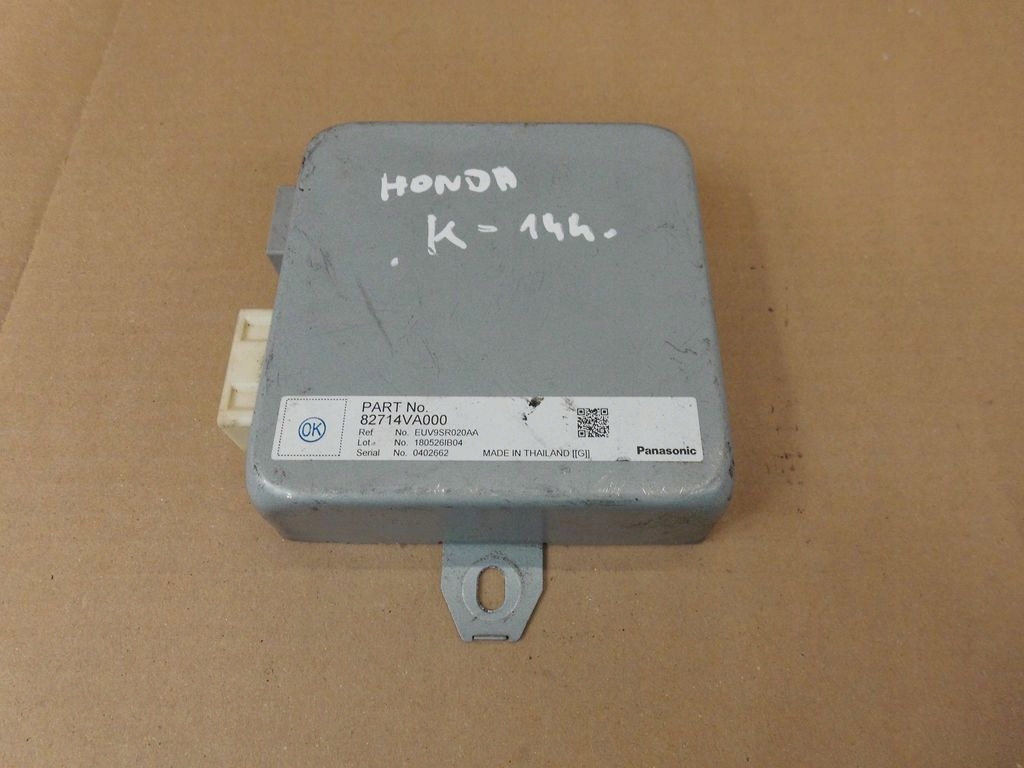 HONDA
K - 144.
OK
PART No.
82714VA000
Ref No. EUV9SR020AA
Lot No. 180526IB04
Serial No. 0402662
MADE IN THAILAND [[G]]
Panasonic